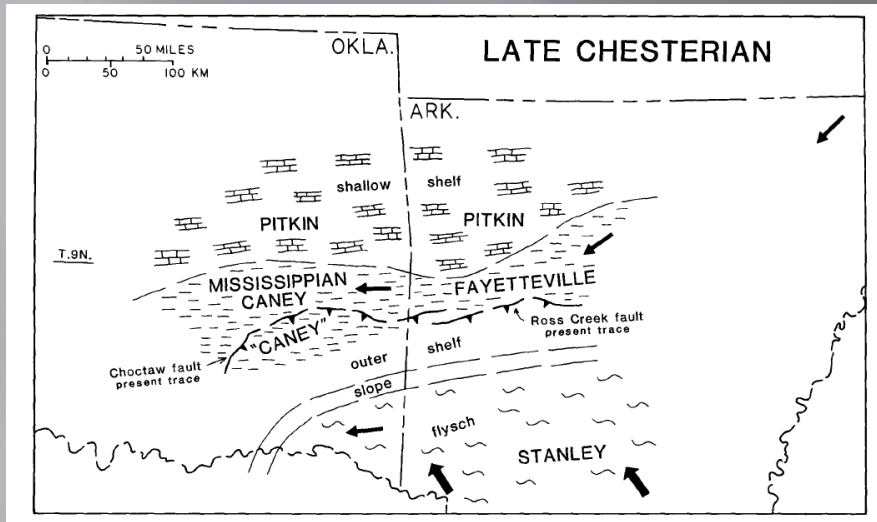 OKLA.
LATE CHESTERIAN
0 50 MILES
0 50 100 KM
ARK.
shallow shelf
PITKIN PITKIN
T.9N.
MISSISSIPPIAN
CANEY
FAYETTEVILLE
"CANEY"
Ross Creek fault
present trace
Choctaw fault
present trace
outer shelf
slope
flysch
STANLEY